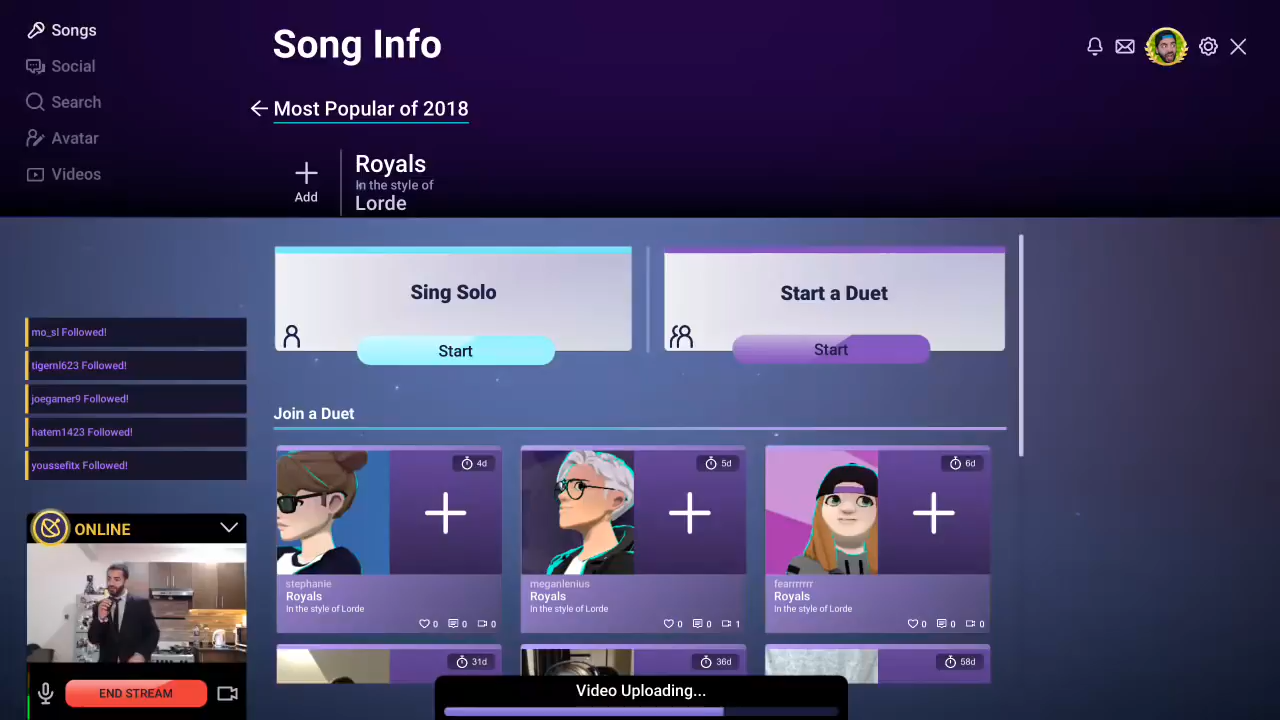 Songs
Social
Search
Avatar
Videos
Song Info
Most Popular of 2018
Add
Royals
In the style of
Lorde
Sing Solo
Start
Start a Duet
Start
mo_sl Followed!
tigernl623 Followed!
joegamer9 Followed!
hatem1423 Followed!
youssefitx Followed!
ONLINE
END STREAM
Join a Duet
4d
stephanie
Royals
In the style of Lorde
0 0 0
5d
meganlenius
Royals
In the style of Lorde
0 0 1
6d
fearrrrrrr
Royals
In the style of Lorde
0 0 0
31d
36d
58d
Video Uploading...